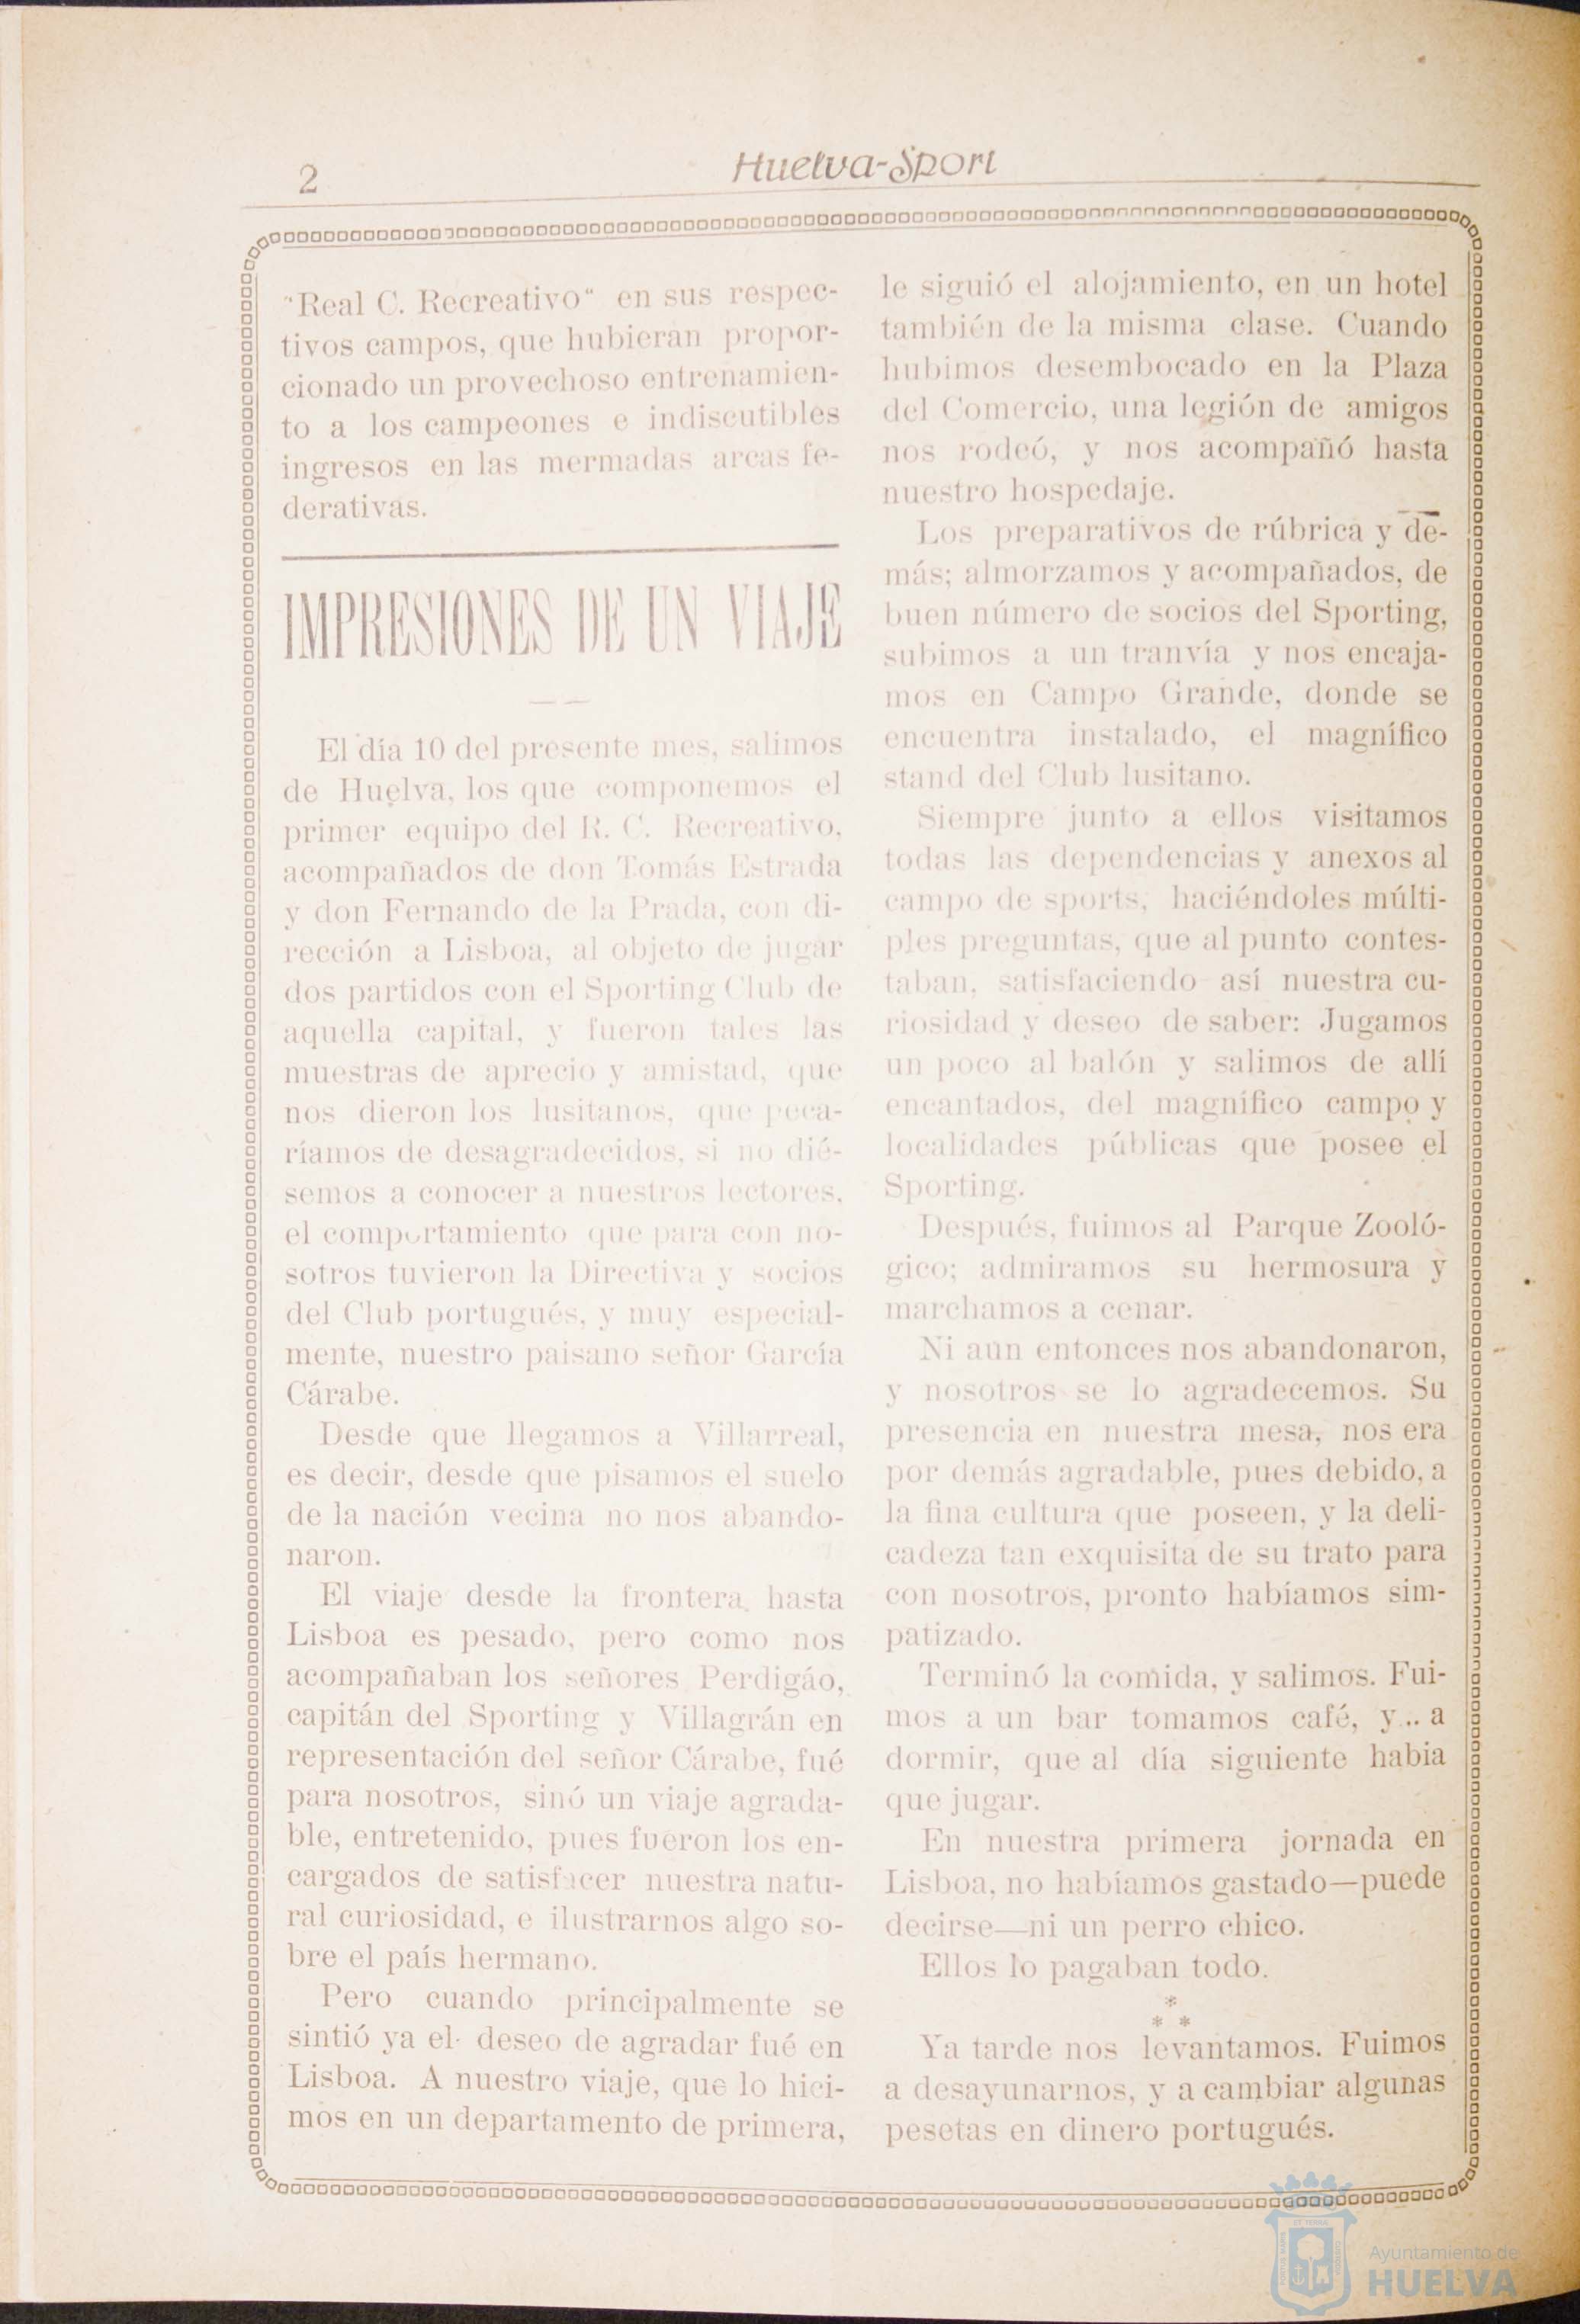 2
Huelva-Sport
"Real C. Recreativo" en sus respec-
tivos campos, que hubieran propor-
cionado un provechoso entrenamien-
to a los campeones e indiscutibles
ingresos en las mermadas arcas fe-
derativas.
IMPRESIONES DE UN VIAJE
El día 10 del presente mes, salimos
de Huelva, los que componemos el
primer equipo del R. C. Recreativo,
acompañados de don Tomás Estrada
y don Fernando de la Prada, con di-
rección a Lisboa, al objeto de jugar
dos partidos con el Sporting Club de
aquella capital, y fueron tales las
muestras de aprecio y amistad, que
nos dieron los lusitanos, que peca-
ríamos de desagradecidos, si no dié-
semos a conocer a nuestros lectores,
el comportamiento que para con no-
sotros tuvieron la Directiva y socios
del Club portugués, y muy especial-
mente, nuestro paisano señor García
Cárabe.
Desde que llegamos a Villarreal,
es decir, desde que pisamos el suelo
de la nación vecina no nos abando-
naron.
El viaje desde la frontera hasta
Lisboa es pesado, pero como nos
acompañaban los señores Perdigáo,
capitán del Sporting y Villagrán en
representación del señor Cárabe, fué
para nosotros, sinó un viaje agrada-
ble, entretenido, pues fueron los en-
cargados de satisfacer nuestra natu-
ral curiosidad, e ilustrarnos algo so-
bre el país hermano.
Pero cuando principalmente se
sintió ya el deseo de agradar fué en
Lisboa. A nuestro viaje, que lo hici-
mos en un departamento de primera,
le siguió el alojamiento, en un hotel
también de la misma clase. Cuando
hubimos desembocado en la Plaza
del Comercio, una legión de amigos
nos rodeó, y nos acompañó hasta
nuestro hospedaje.
Los preparativos de rúbrica y de-
más; almorzamos y acompañados, de
buen número de socios del Sporting,
subimos a un tranvía y nos encaja-
mos en Campo Grande, donde se
encuentra instalado, el magnífico
stand del Club lusitano.
Siempre junto a ellos visitamos
todas las dependencias y anexos al
campo de sports, haciéndoles múlti-
ples preguntas, que al punto contes-
taban, satisfaciendo así nuestra cu-
riosidad y deseo de saber: Jugamos
un poco al balón y salimos de allí
encantados, del magnífico campo y
localidades públicas que posee el
Sporting.
Después, fuimos al Parque Zooló-
gico; admiramos su hermosura y
marchamos a cenar.
Ni aun entonces nos abandonaron,
y nosotros se lo agradecemos. Su
presencia en nuestra mesa, nos era
por demás agradable, pues debido, a
la fina cultura que poseen, y la deli-
cadeza tan exquisita de su trato para
con nosotros, pronto habíamos sim-
patizado.
Terminó la comida, y salimos. Fui-
mos a un bar tomamos café, y.. a
dormir, que al día siguiente habia
que jugar.
En nuestra primera jornada en
Lisboa, no habíamos gastado—puede
decirse—ni un perro chico.
Ellos lo pagaban todo.
*
* *
Ya tarde nos levantamos. Fuimos
a desayunarnos, y a cambiar algunas
pesetas en dinero portugués.
Ayuntamiento de
HUELVA